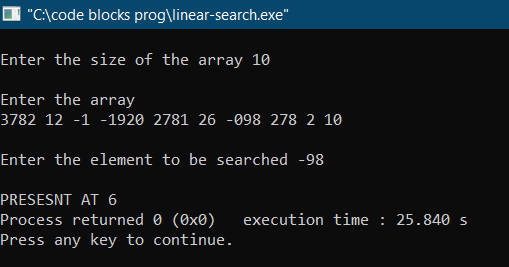 "C:\code blocks prog\linear-search.exe"
Enter the size of the array 10
Enter the array
3782 12 -1 -1920 2781 26 -098 278 2 10
Enter the element to be searched -98
PRESESNT AT 6
Process returned 0 (0x0)   execution time : 25.840 s
Press any key to continue.